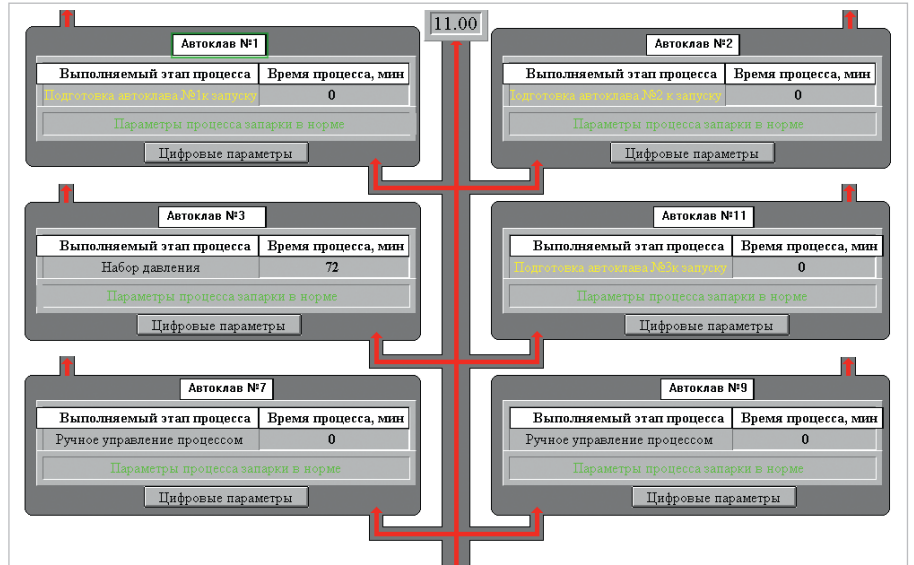 11.00
Автоклав №1
Выполняемый этап процесса Время процесса, мин
Подготовка автоклава №1к запуску 0
Параметры процесса запарки в норме
Цифровые параметры
Автоклав №2
Выполняемый этап процесса Время процесса, мин
Подготовка автоклава №2 к запуску 0
Параметры процесса запарки в норме
Цифровые параметры
Автоклав №3
Выполняемый этап процесса Время процесса, мин
Набор давления 72
Параметры процесса запарки в норме
Цифровые параметры
Автоклав №11
Выполняемый этап процесса Время процесса, мин
Подготовка автоклава №3к запуску 0
Параметры процесса запарки в норме
Цифровые параметры
Автоклав №7
Выполняемый этап процесса Время процесса, мин
Ручное управление процессом 0
Параметры процесса запарки в норме
Цифровые параметры
Автоклав №9
Выполняемый этап процесса Время процесса, мин
Ручное управление процессом 0
Параметры процесса запарки в норме
Цифровые параметры